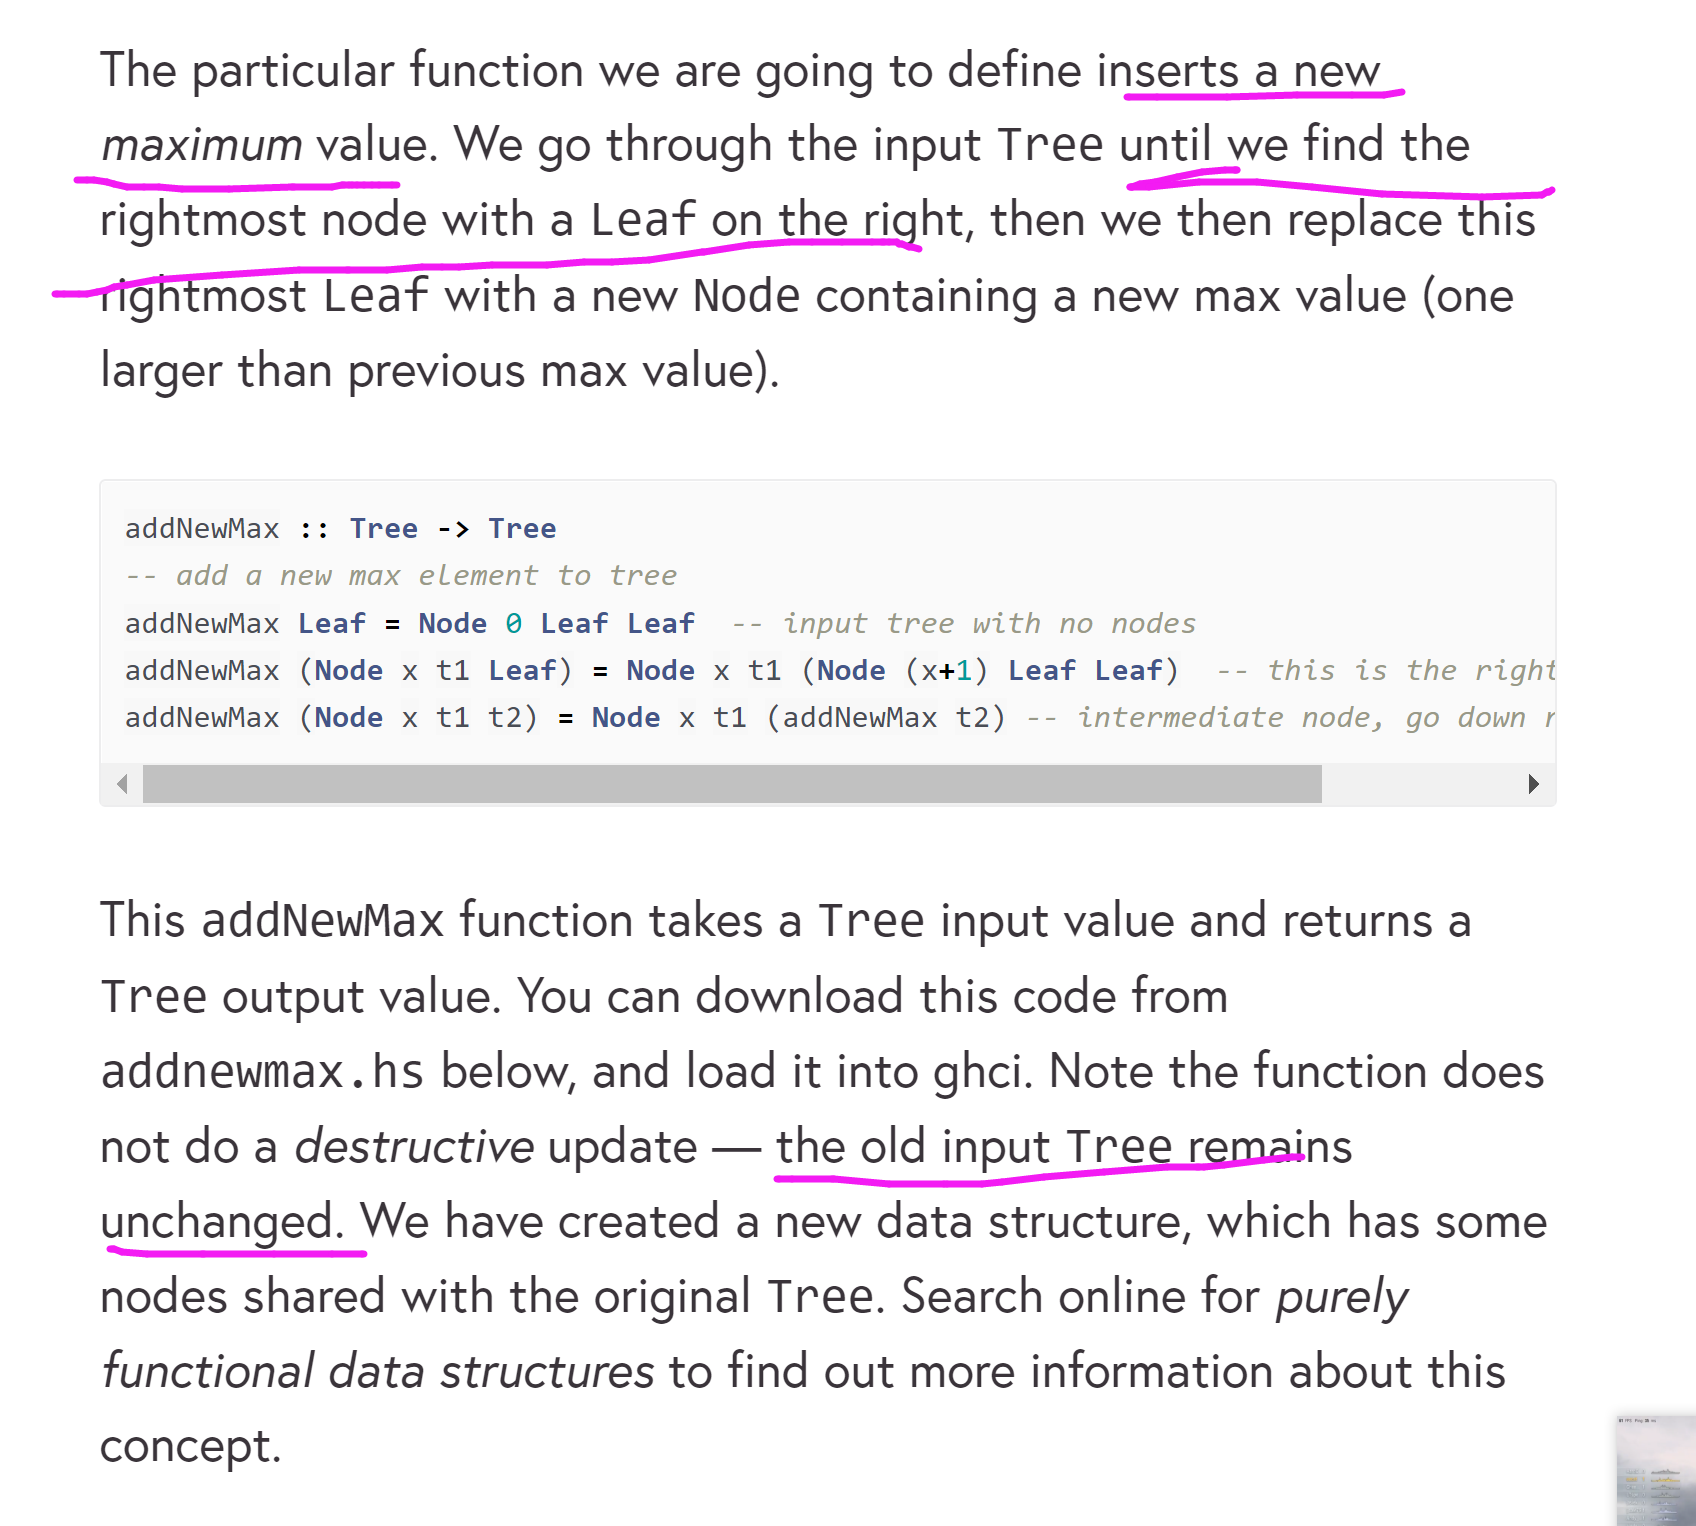 The particular function we are going to define inserts a new
maximum value. We go through the input Tree until we find the
rightmost node with a Leaf on the right, then we then replace this
rightmost Leaf with a new Node containing a new max value (one
larger than previous max value).
addNewMax :: Tree -> Tree
-- add a new max element to tree
addNewMax Leaf = Node 0 Leaf Leaf  -- input tree with no nodes
addNewMax (Node x t1 Leaf) = Node x t1 (Node (x+1) Leaf Leaf)  -- this is the right
addNewMax (Node x t1 t2) = Node x t1 (addNewMax t2) -- intermediate node, go down
This addNewMax function takes a Tree input value and returns a
Tree output value. You can download this code from
addnewmax.hs below, and load it into ghci. Note the function does
not do a destructive update — the old input Tree remains
unchanged. We have created a new data structure, which has some
nodes shared with the original Tree. Search online for purely
functional data structures to find out more information about this
concept.